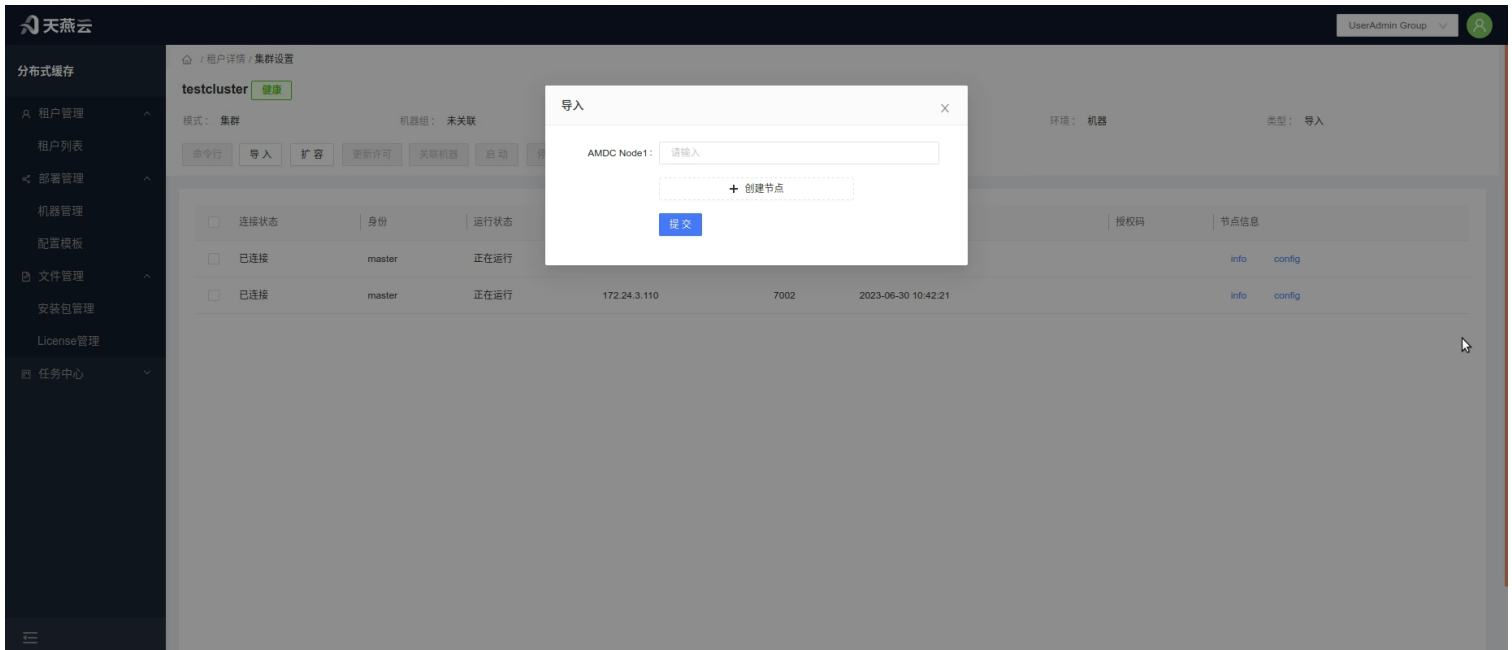 天燕云
UserAdmin Group
分布式缓存
租户管理
租户列表
部署管理
机器管理
配置模板
文件管理
安装包管理
License管理
任务中心
/ 租户详情 / 集群设置
testcluster 健康
模式： 集群 机器组： 未关联 环境： 机器 类型： 导入
命令行 导入 扩容 更新许可 关联机器 启动
导入
AMDC Node1： 请输入
+ 创建节点
提交
连接状态 身份 运行状态 授权码 节点信息
已连接 master 正在运行 info config
已连接 master 正在运行 172.24.3.110 7002 2023-06-30 10:42:21 info config